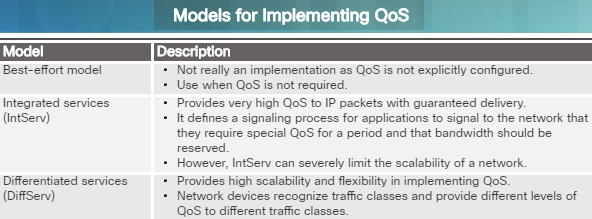 Models for Implementing QoS
Model Description
Best-effort model
• Not really an implementation as QoS is not explicitly configured.
• Use when QoS is not required.
Integrated services
(IntServ)
• Provides very high QoS to IP packets with guaranteed delivery.
• It defines a signaling process for applications to signal to the network that
they require special QoS for a period and that bandwidth should be
reserved.
• However, IntServ can severely limit the scalability of a network.
Differentiated services
(DiffServ)
• Provides high scalability and flexibility in implementing QoS.
• Network devices recognize traffic classes and provide different levels of
QoS to different traffic classes.